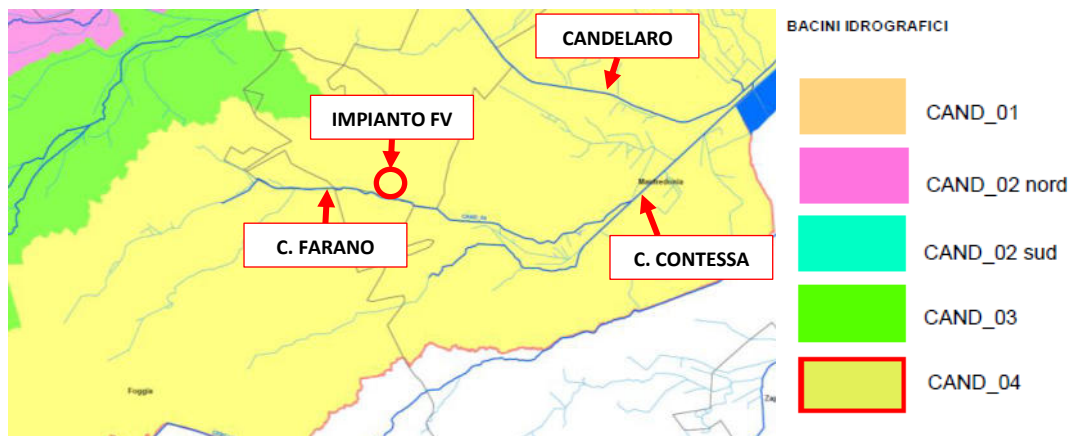 CANDELARO
IMPIANTO FV
C. FARANO
C. CONTESSA
Manfredonia
Foggia
BACINI IDROGRAFICI
CAND_01
CAND_02 nord
CAND_02 sud
CAND_03
CAND_04